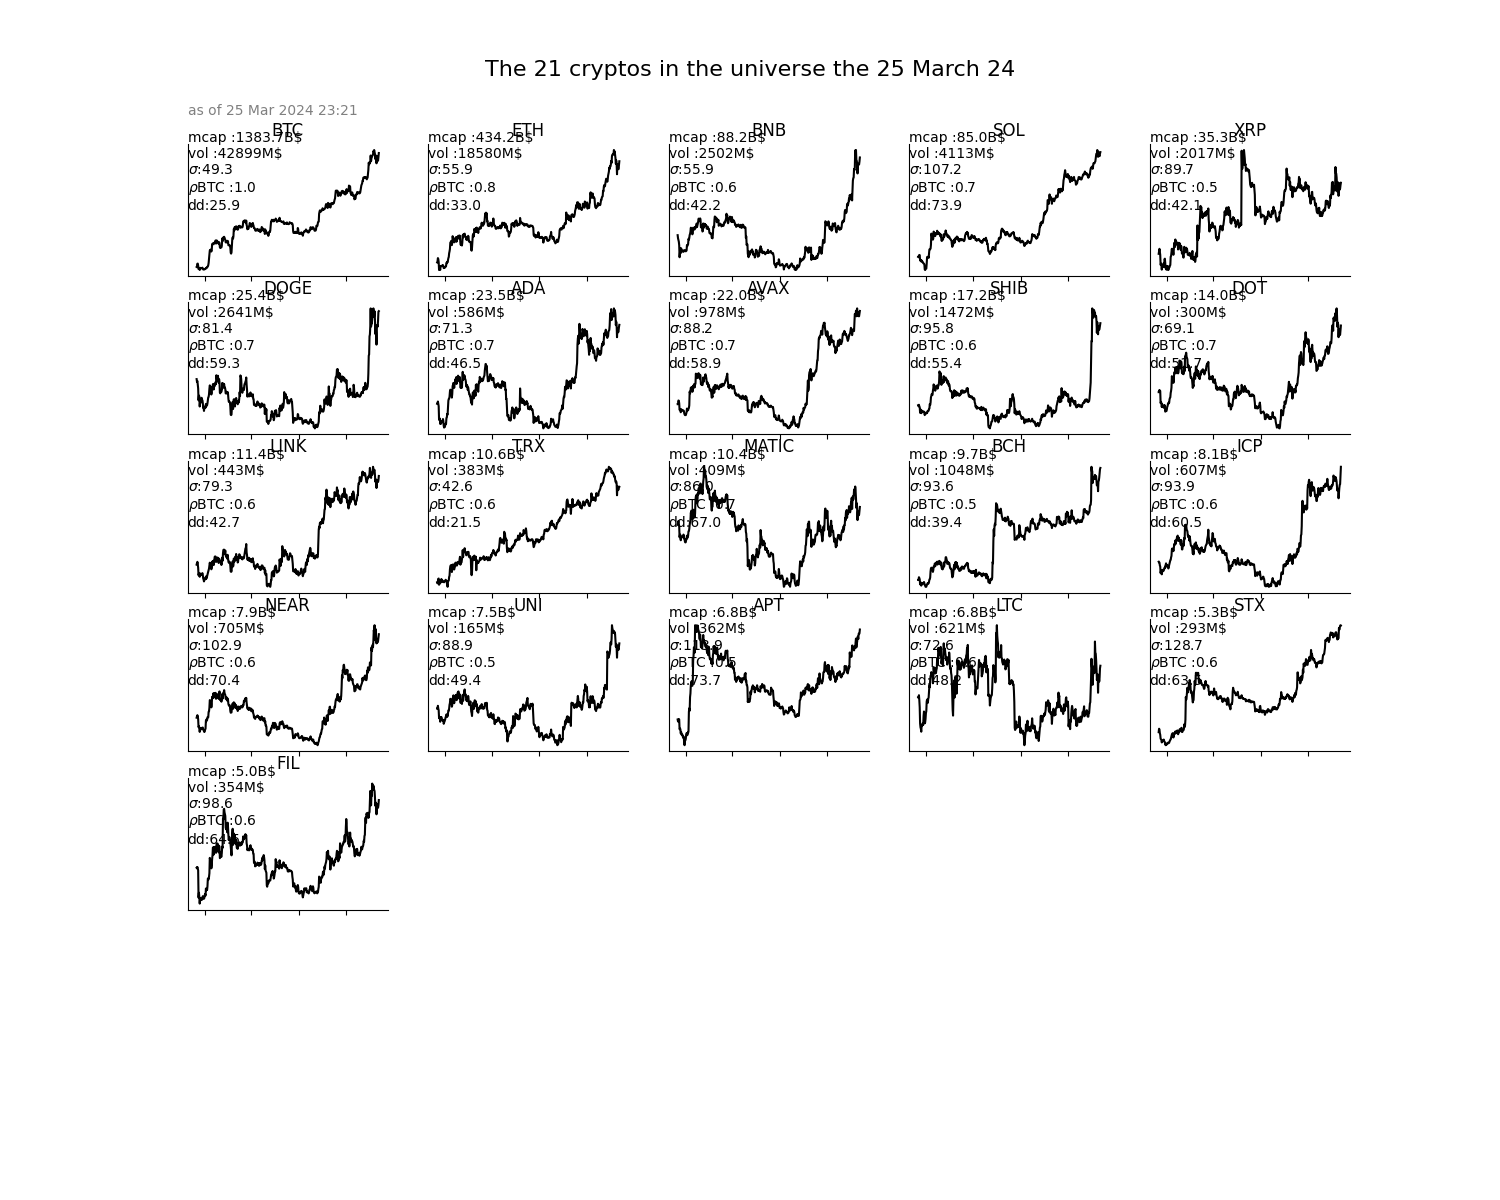 The 21 cryptos in the universe the 25 March 24
as of 25 Mar 2024 23:21
BTC
mcap :1383.7B$
vol :42899M$
σ:49.3
ρBTC :1.0
dd:25.9
ETH
mcap :434.2B$
vol :18580M$
σ:55.9
ρBTC :0.8
dd:33.0
BNB
mcap :88.2B$
vol :2502M$
σ:55.9
ρBTC :0.6
dd:42.2
SOL
mcap :85.0B$
vol :4113M$
σ:107.2
ρBTC :0.7
dd:73.9
XRP
mcap :35.3B$
vol :2017M$
σ:89.7
ρBTC :0.5
dd:42.1
DOGE
mcap :25.4B$
vol :2641M$
σ:81.4
ρBTC :0.7
dd:59.3
ADA
mcap :23.5B$
vol :586M$
σ:71.3
ρBTC :0.7
dd:46.5
AVAX
mcap :22.0B$
vol :978M$
σ:88.2
ρBTC :0.7
dd:58.9
SHIB
mcap :17.2B$
vol :1472M$
σ:95.8
ρBTC :0.6
dd:55.4
DOT
mcap :14.0B$
vol :300M$
σ:69.1
ρBTC :0.7
LINK
mcap :11.4B$
vol :443M$
σ:79.3
ρBTC :0.6
dd:42.7
TRX
mcap :10.6B$
vol :383M$
σ:42.6
ρBTC :0.6
dd:21.5
MATIC
mcap :10.4B$
vol :409M$
σ:86.0
ρBTC :0.7
dd:67.0
BCH
mcap :9.7B$
vol :1048M$
σ:93.6
ρBTC :0.5
dd:39.4
ICP
mcap :8.1B$
vol :607M$
σ:93.9
ρBTC :0.6
dd:60.5
NEAR
mcap :7.9B$
vol :705M$
σ:102.9
ρBTC :0.6
dd:70.4
UNI
mcap :7.5B$
vol :165M$
σ:88.9
ρBTC :0.5
dd:49.4
APT
mcap :6.8B$
vol :362M$
ρBTC :0.6
dd:73.7
LTC
mcap :6.8B$
vol :621M$
σ:72.6
ρBTC :0.6
dd:48.2
STX
mcap :5.3B$
vol :293M$
σ:128.7
ρBTC :0.6
FIL
mcap :5.0B$
vol :354M$
σ:98.6
ρBTC :0.6